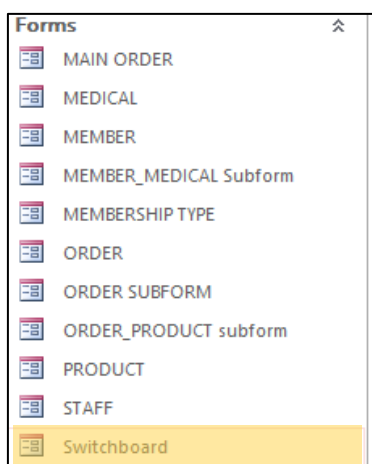 Forms
MAIN ORDER
MEDICAL
MEMBER
MEMBER_MEDICAL Subform
MEMBERSHIP TYPE
ORDER
ORDER SUBFORM
ORDER_PRODUCT subform
PRODUCT
STAFF
Switchboard